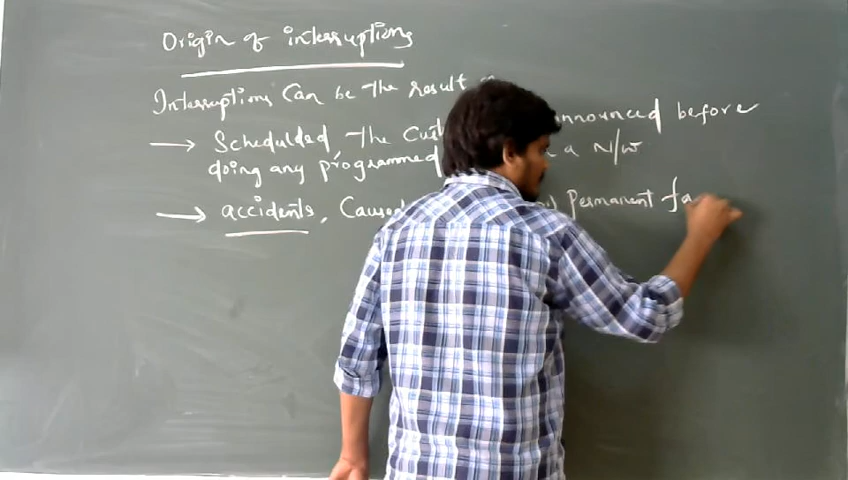 Origin of interruptions
Interruptions can be the result
→ Scheduled, the announced before
doing any programmed a N/W
→ accidents, Caused Permanent fa